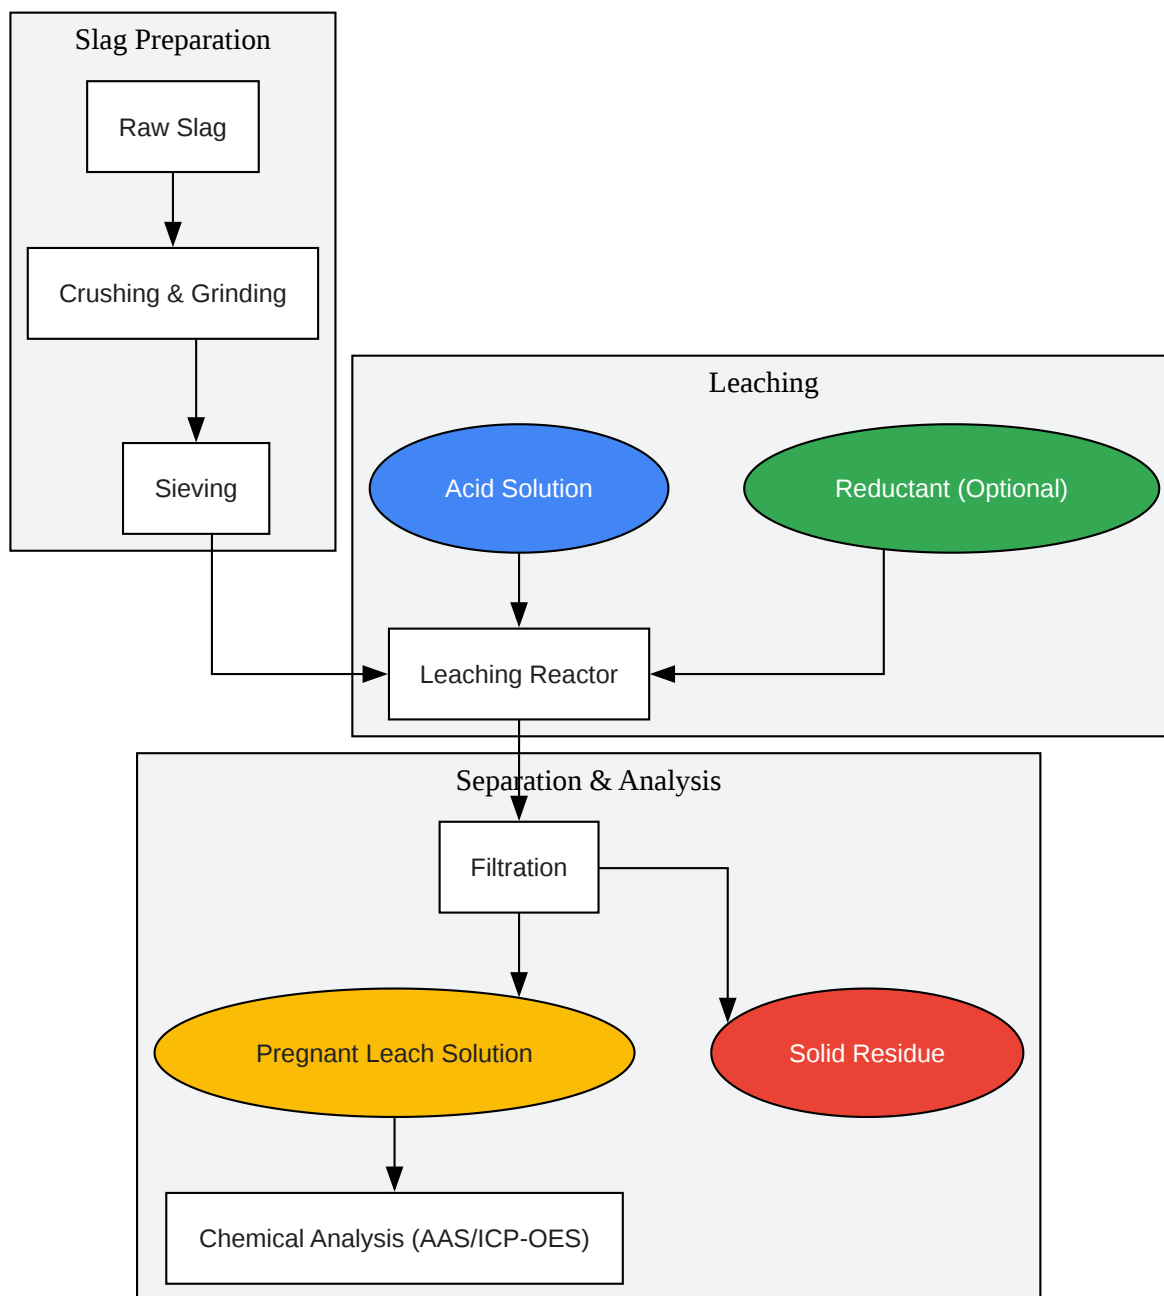 Slag Preparation
Raw Slag
Crushing & Grinding
Sieving
Leaching
Acid Solution
Reductant (Optional)
Leaching Reactor
Separation & Analysis
Filtration
Pregnant Leach Solution
Solid Residue
Chemical Analysis (AAS/ICP-OES)